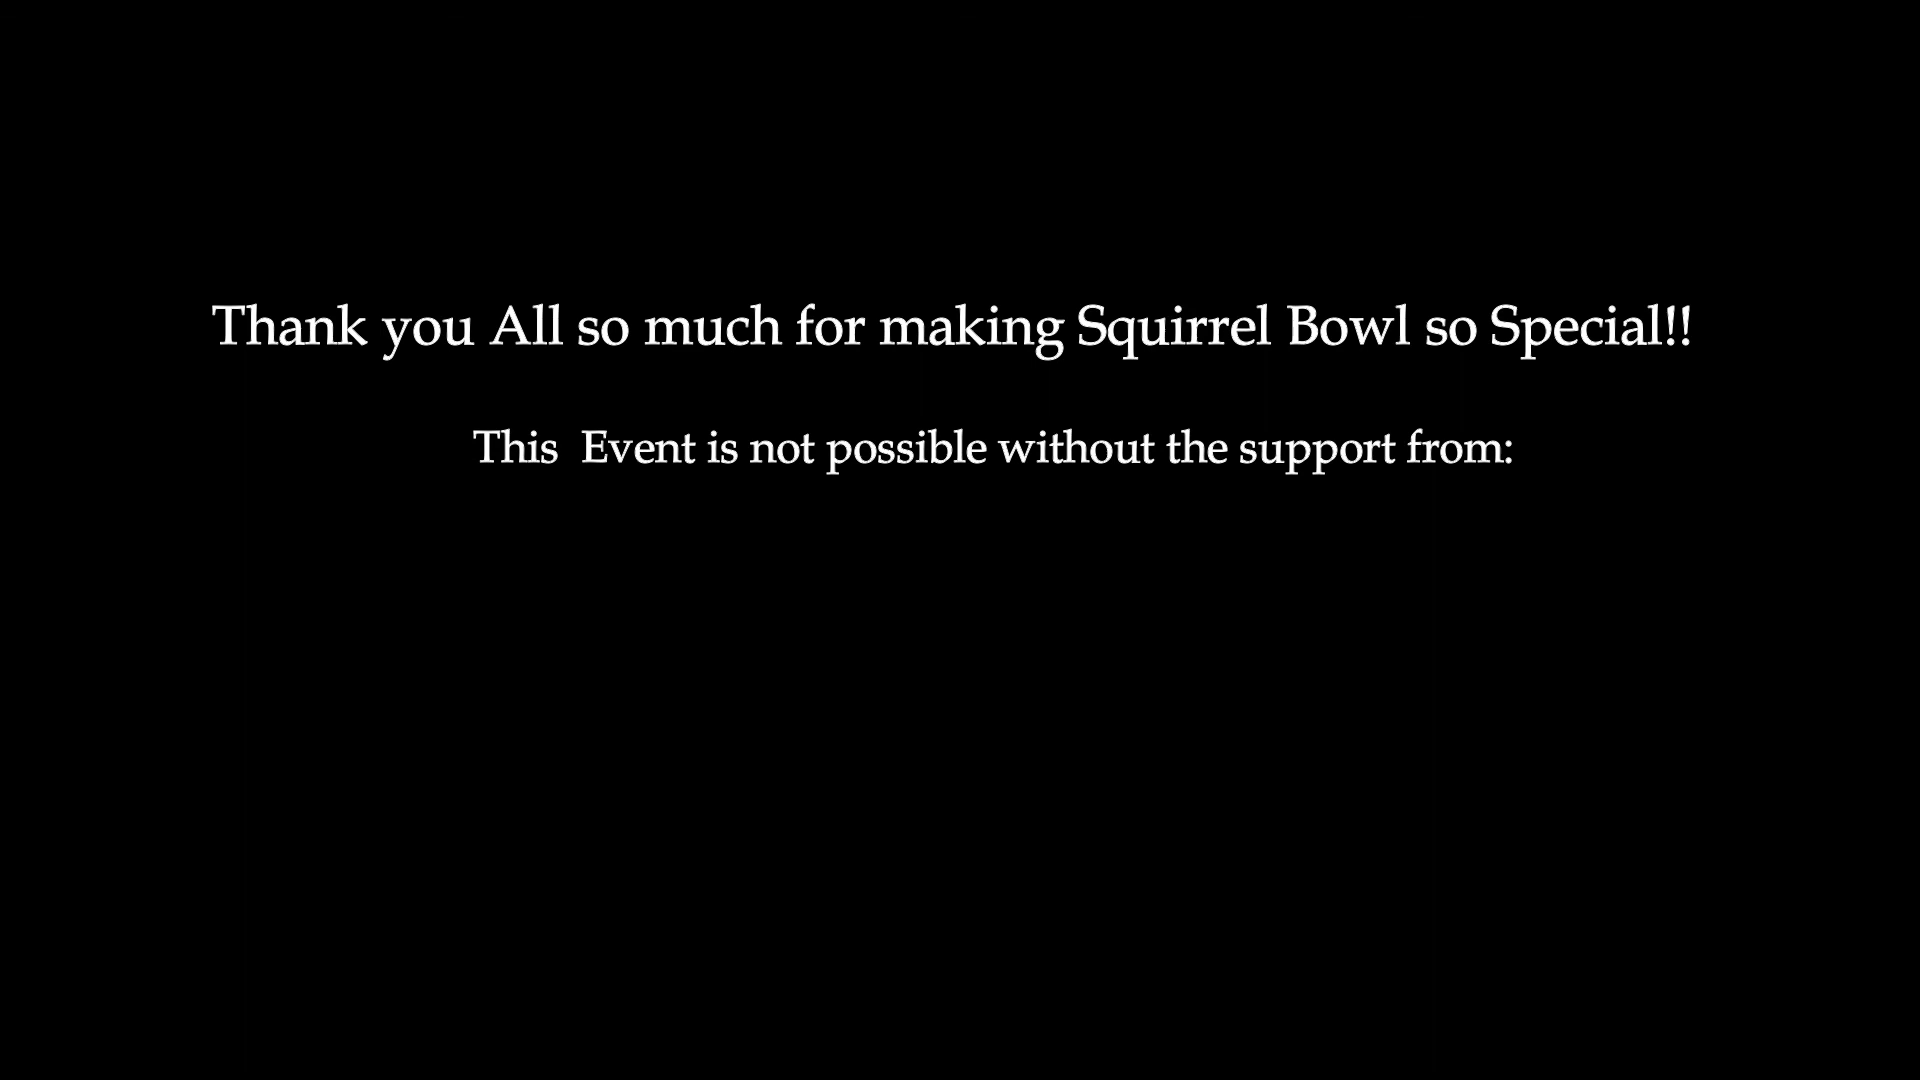 Thank you All so much for making Squirrel Bowl so Special!!
This  Event is not possible without the support from: